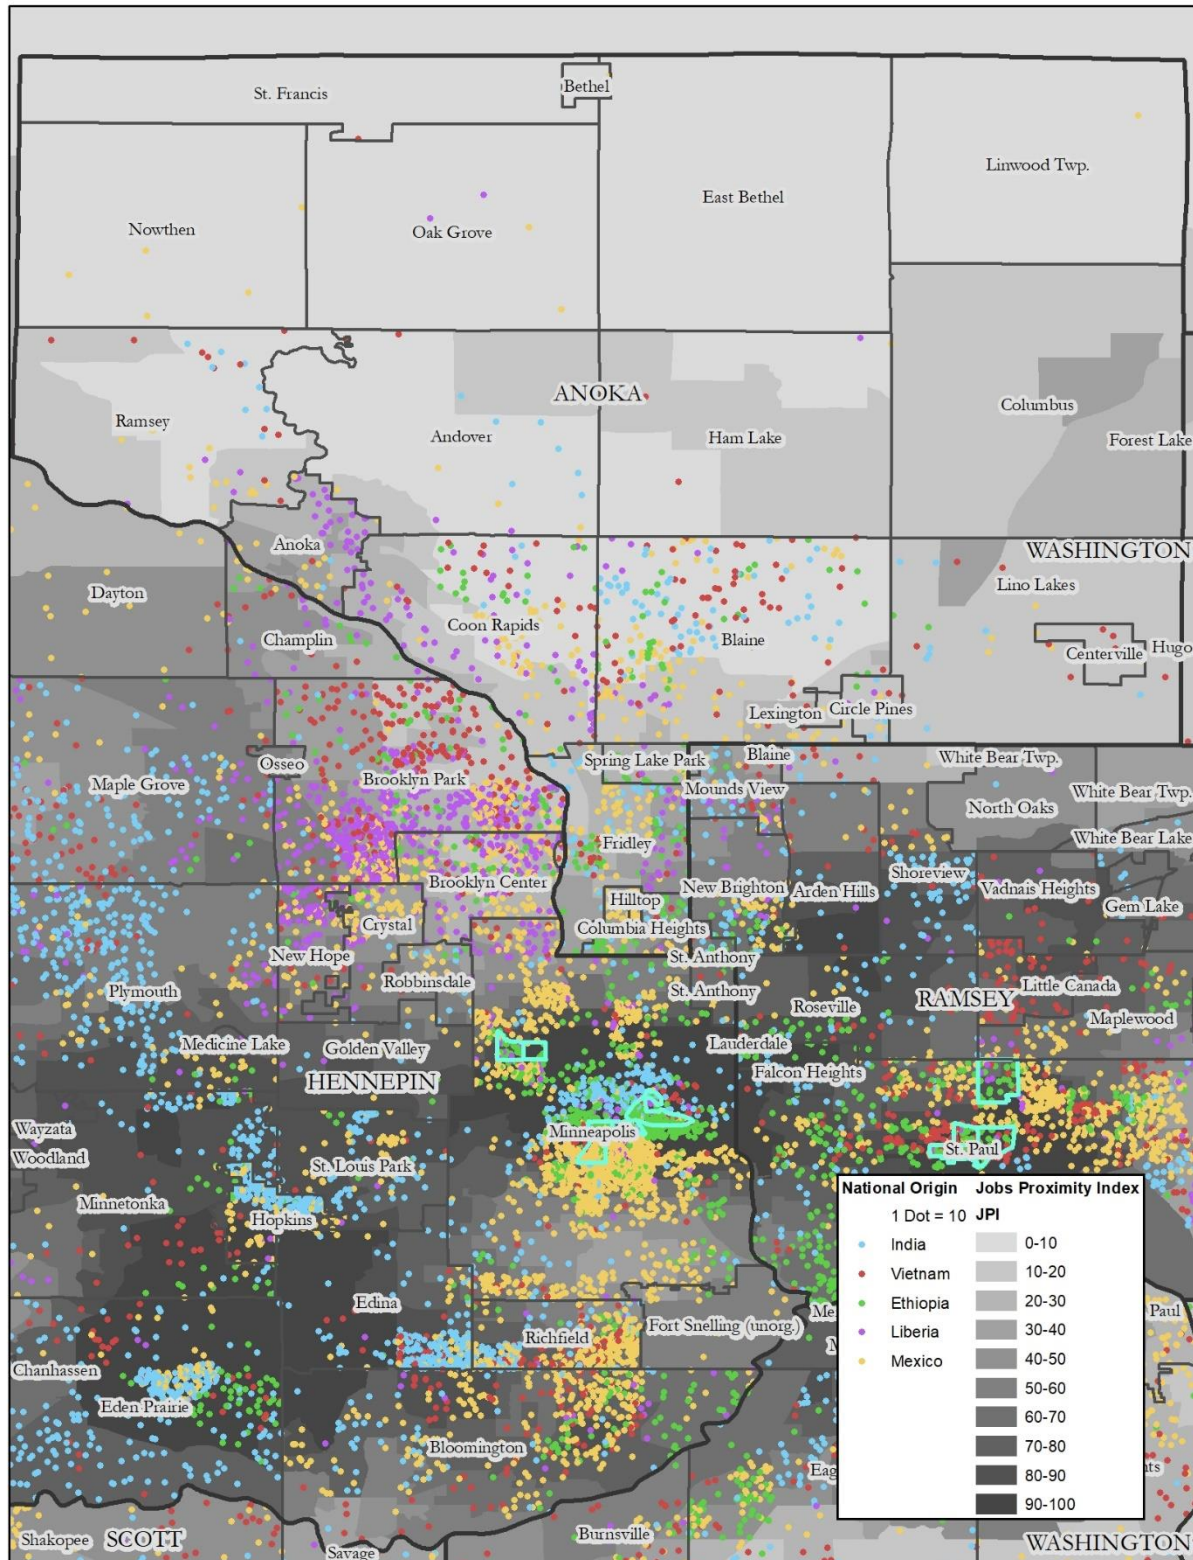 Bethel
St. Francis
Linwood Twp.
East Bethel
Nowthen
Oak Grove
ANOKA
Columbus
Ramsey
Andover
Ham Lake
Forest Lake
Anoka
WASHINGTON
Dayton
Lino Lakes
Coon Rapids
Blaine
Champlin
Centerville
Hugo
Lexington
Circle Pines
Osseo
Spring Lake Park
Blaine
White Bear Twp.
Maple Grove
Brooklyn Park
Mounds View
White Bear Twp.
North Oaks
Fridley
White Bear Lake
Brooklyn Center
New Brighton
Arden Hills
Shoreview
Vadnais Heights
Hilltop
Gem Lake
Crystal
Columbia Heights
New Hope
St. Anthony
Robbinsdale
Plymouth
St. Anthony
Little Canada
Roseville
RAMSEY
Maplewood
Medicine Lake
Golden Valley
Lauderdale
Falcon Heights
HENNEPIN
Wayzata
Minneapolis
Woodland
St. Louis Park
St. Paul
Minnetonka
Hopkins
Edina
Richfield
Fort Snelling (unorg.)
Me
Paul
Chanhassen
Eden Prairie
Bloomington
Eag
hts
Shakopee
SCOTT
Burnsville
Savage
WASHINGTON
National Origin
1 Dot = 10
India
Vietnam
Ethiopia
Liberia
Mexico
Jobs Proximity Index
JPI
0-10
10-20
20-30
30-40
40-50
50-60
60-70
70-80
80-90
90-100